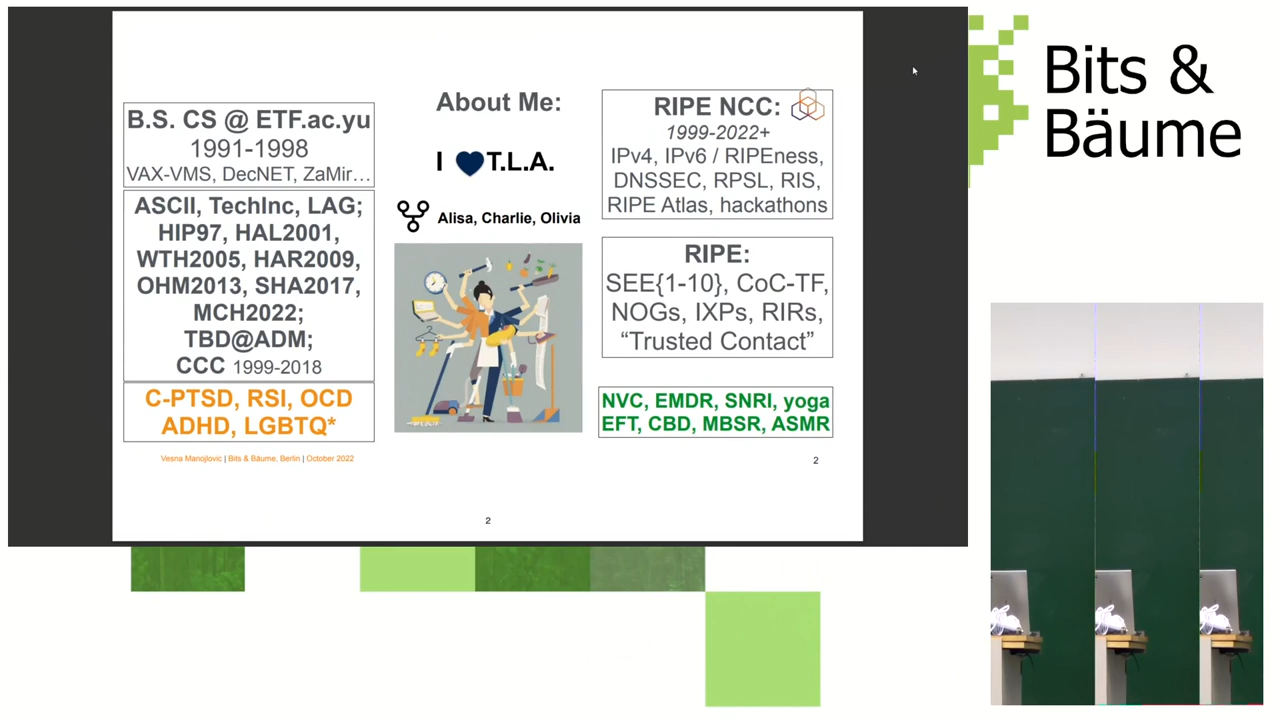 B.S. CS @ ETF.ac.yu
1991-1998
VAX-VMS, DecNET, ZaMir...
ASCII, TechInc, LAG;
HIP97, HAL2001,
WTH2005, HAR2009,
OHM2013, SHA2017,
MCH2022;
TBD@ADM;
CCC 1999-2018
C-PTSD, RSI, OCD
ADHD, LGBTQ*
Vesna Manojlovic | Bits & Bäume, Berlin | October 2022
About Me:
I T.L.A.
Alisa, Charlie, Olivia
2
RIPE NCC:
1999-2022+
IPv4, IPv6 / RIPEness,
DNSSEC, RPSL, RIS,
RIPE Atlas, hackathons
RIPE:
SEE{1-10}, CoC-TF,
NOGs, IXPs, RIRs,
“Trusted Contact”
NVC, EMDR, SNRI, yoga
EFT, CBD, MBSR, ASMR
2
Bits &
Bäume